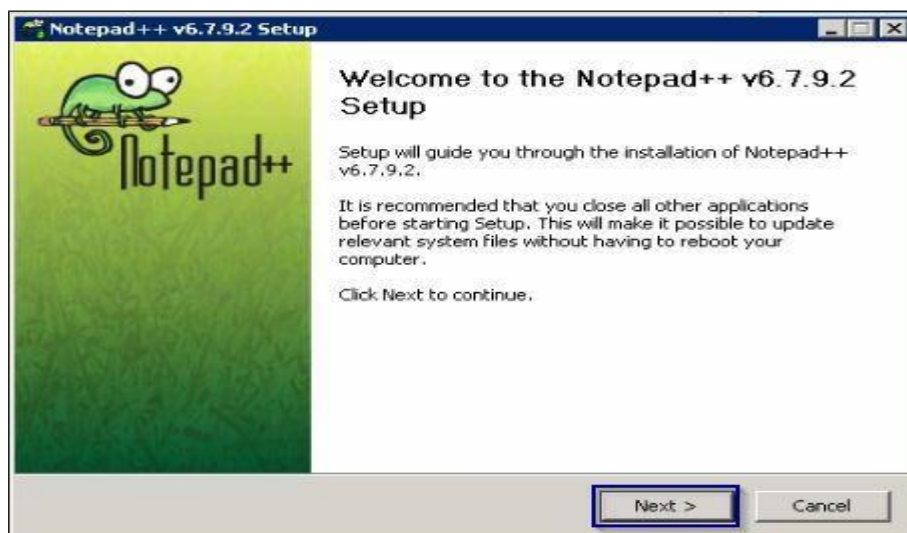 Notepad++ v6.7.9.2 Setup
Notepad++
Welcome to the Notepad++ v6.7.9.2
Setup
Setup will guide you through the installation of Notepad++
v6.7.9.2.
It is recommended that you close all other applications
before starting Setup. This will make it possible to update
relevant system files without having to reboot your
computer.
Click Next to continue.
Next >
Cancel